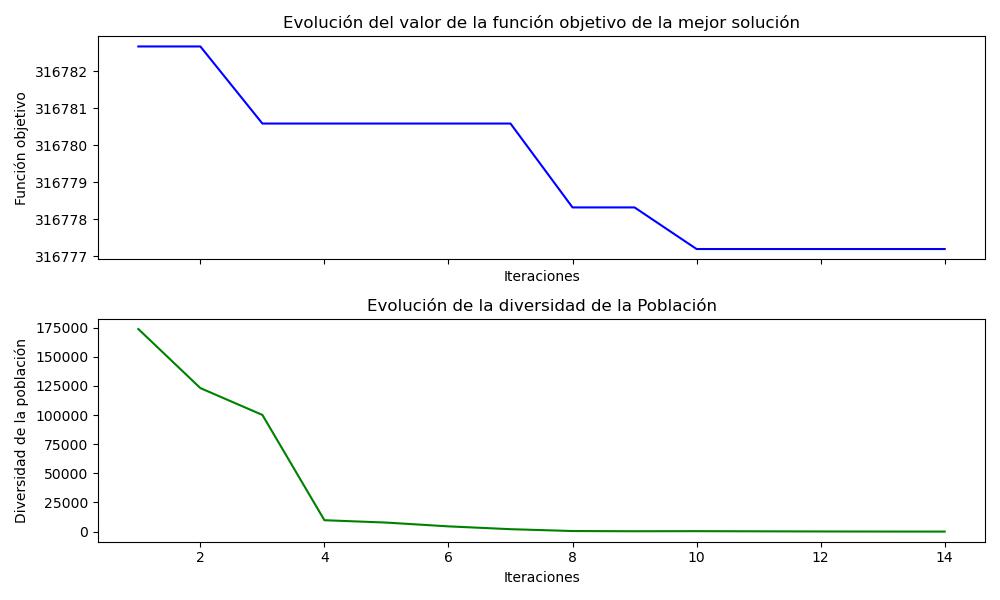 Evolución del valor de la función objetivo de la mejor solución
Función objetivo
316782
316781
316780
316779
316778
316777
Iteraciones
Evolución de la diversidad de la Población
Diversidad de la población
175000
150000
125000
100000
75000
50000
25000
0
2 4 6 8 10 12 14
Iteraciones